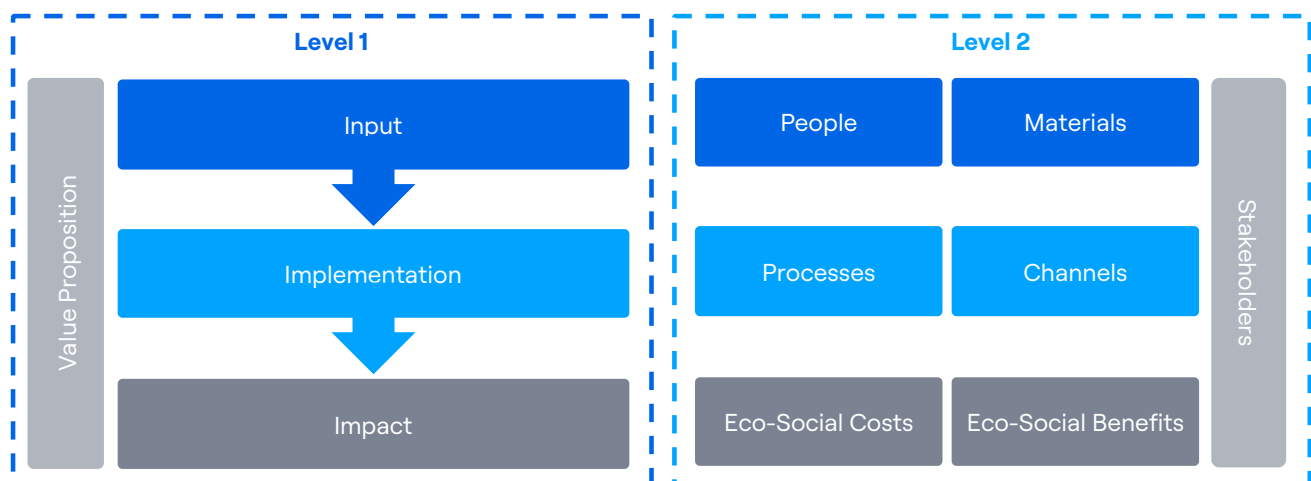 Level 1
Value Proposition
Input
Implementation
Impact
Level 2
People
Materials
Processes
Channels
Eco-Social Costs
Eco-Social Benefits
Stakeholders